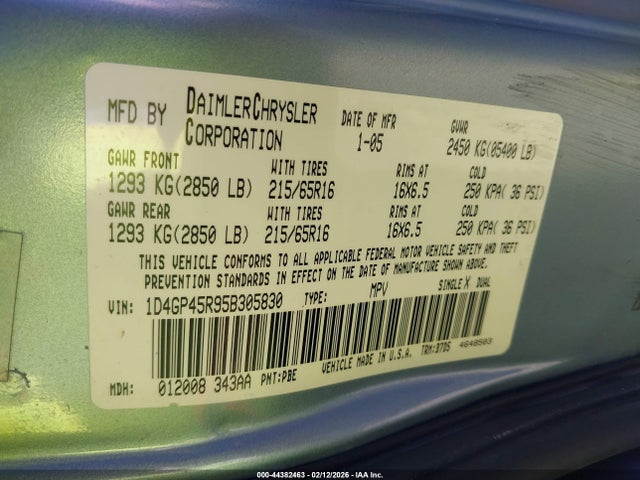 MFD BY DAIMLERCHRYSLER CORPORATION DATE OF MFR 1-05 GVWR 2450 KG(05400 LB)
GAWR FRONT WITH TIRES RIMS AT COLD
1293 KG(2850 LB) 215/65R16 16X6.5 250 KPA( 36 PSI)
GAWR REAR WITH TIRES RIMS AT COLD
1293 KG(2850 LB) 215/65R16 16X6.5 250 KPA( 36 PSI)
THIS VEHICLE CONFORMS TO ALL APPLICABLE FEDERAL MOTOR VEHICLE SAFETY AND THEFT
PREVENTION STANDARDS IN EFFECT ON THE DATE OF MANUFACTURE SHOWN ABOVE.
VIN: 1D4GP45R95B305830 TYPE: MPV SINGLE X DUAL
MDH: 012008 343AA PNT:PBE VEHICLE MADE IN U.S.A. TRM:B7D5 4648503
000-44382463 - 02/12/2026 - IAA Inc.